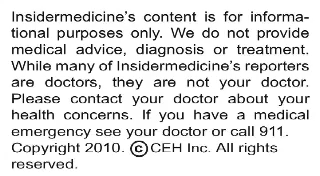 Insidermedicine's content is for informa-
tional purposes only. We do not provide
medical advice, diagnosis or treatment.
While many of Insidermedicine's reporters
are doctors, they are not your doctor.
Please contact your doctor about your
health concerns. If you have a medical
emergency see your doctor or call 911.
Copyright 2010. ©CEH Inc. All rights
reserved.